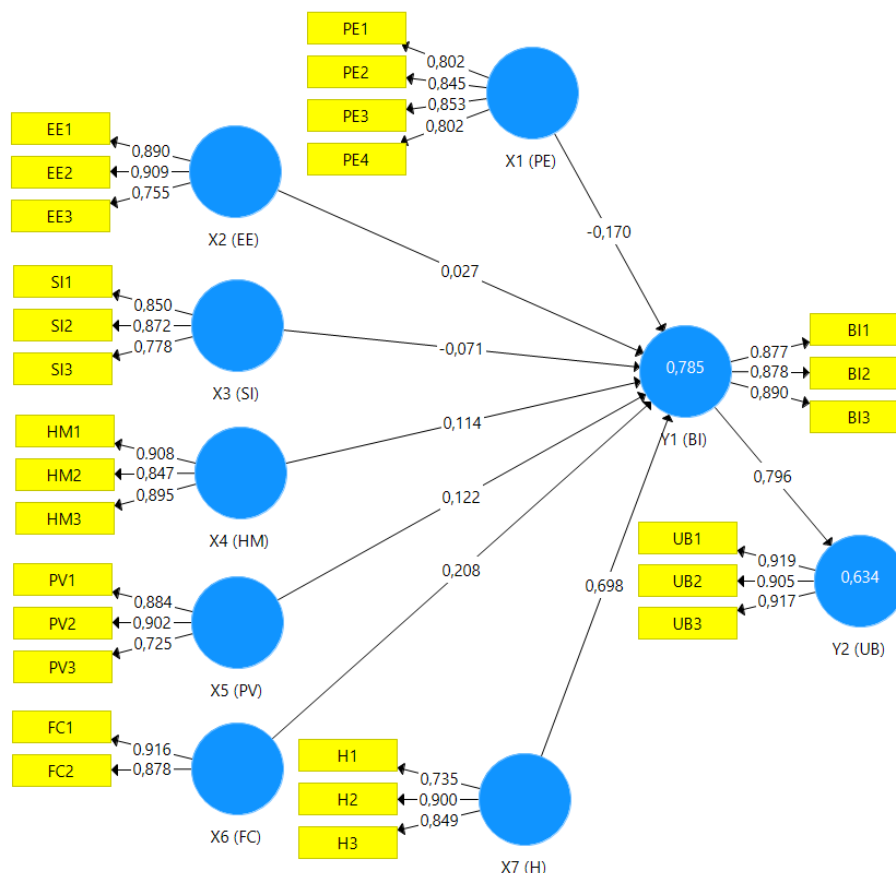 PE1
PE2
PE3
PE4
0,802
0,845
0,853
0,802
X1 (PE)
EE1
EE2
EE3
0,890
0,909
0,755
X2 (EE)
-0,170
0,027
SI1
SI2
SI3
0,850
0,872
0,778
X3 (SI)
-0,071
0,785
Y1 (BI)
0,877
0,878
0,890
BI1
BI2
BI3
HM1
HM2
HM3
0,908
0,847
0,895
X4 (HM)
0,114
0,122
0,796
PV1
PV2
PV3
0,884
0,902
0,725
X5 (PV)
0,208
0,698
UB1
UB2
UB3
0,919
0,905
0,917
0,634
Y2 (UB)
FC1
FC2
0,916
0,878
X6 (FC)
H1
H2
H3
0,735
0,900
0,849
X7 (H)